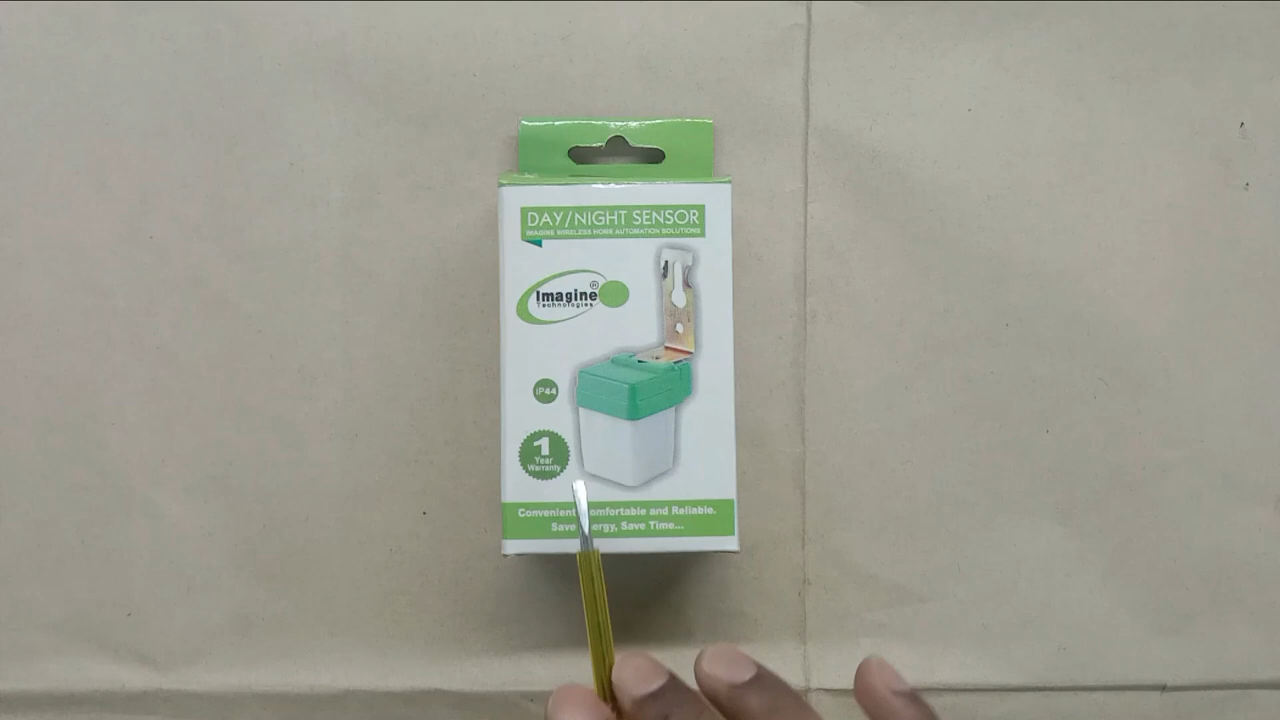 DAY/NIGHT SENSOR
IMAGINE WIRELESS HOME AUTOMATION SOLUTIONS
Imagine ®
Technologies
IP44
1
Year
Warranty
Convenient, omfortable and Reliable.
Save ergy, Save Time...